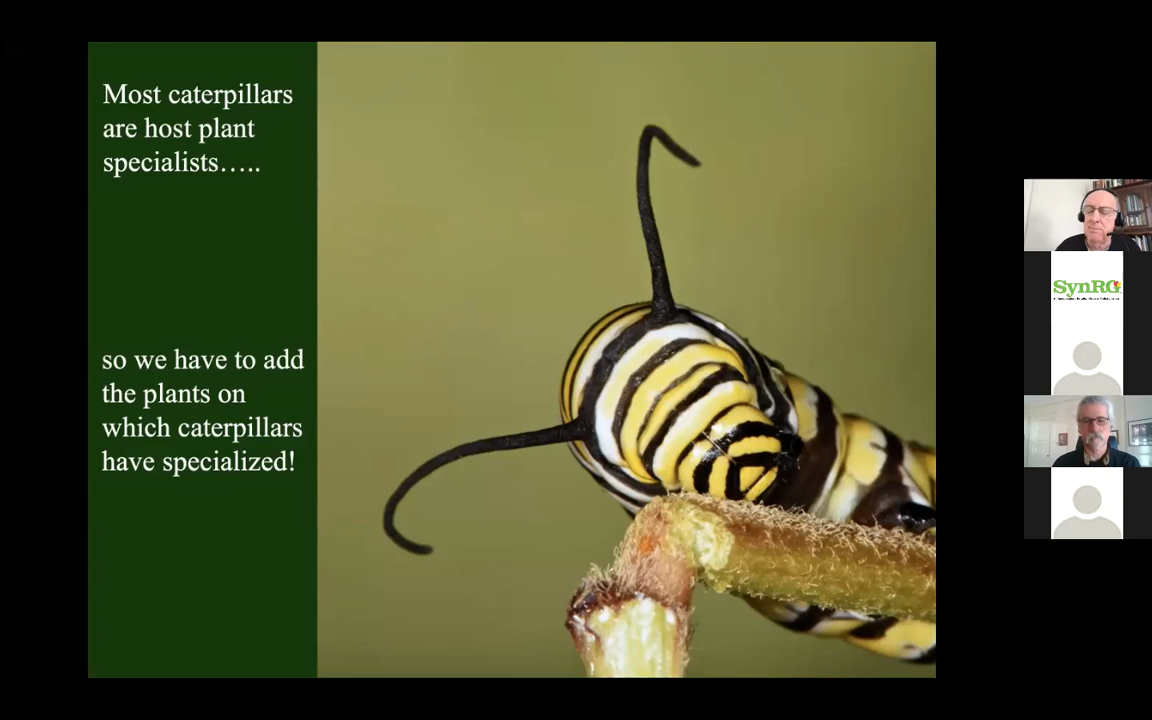 Most caterpillars
are host plant
specialists…..
so we have to add
the plants on
which caterpillars
have specialized!
SynRG